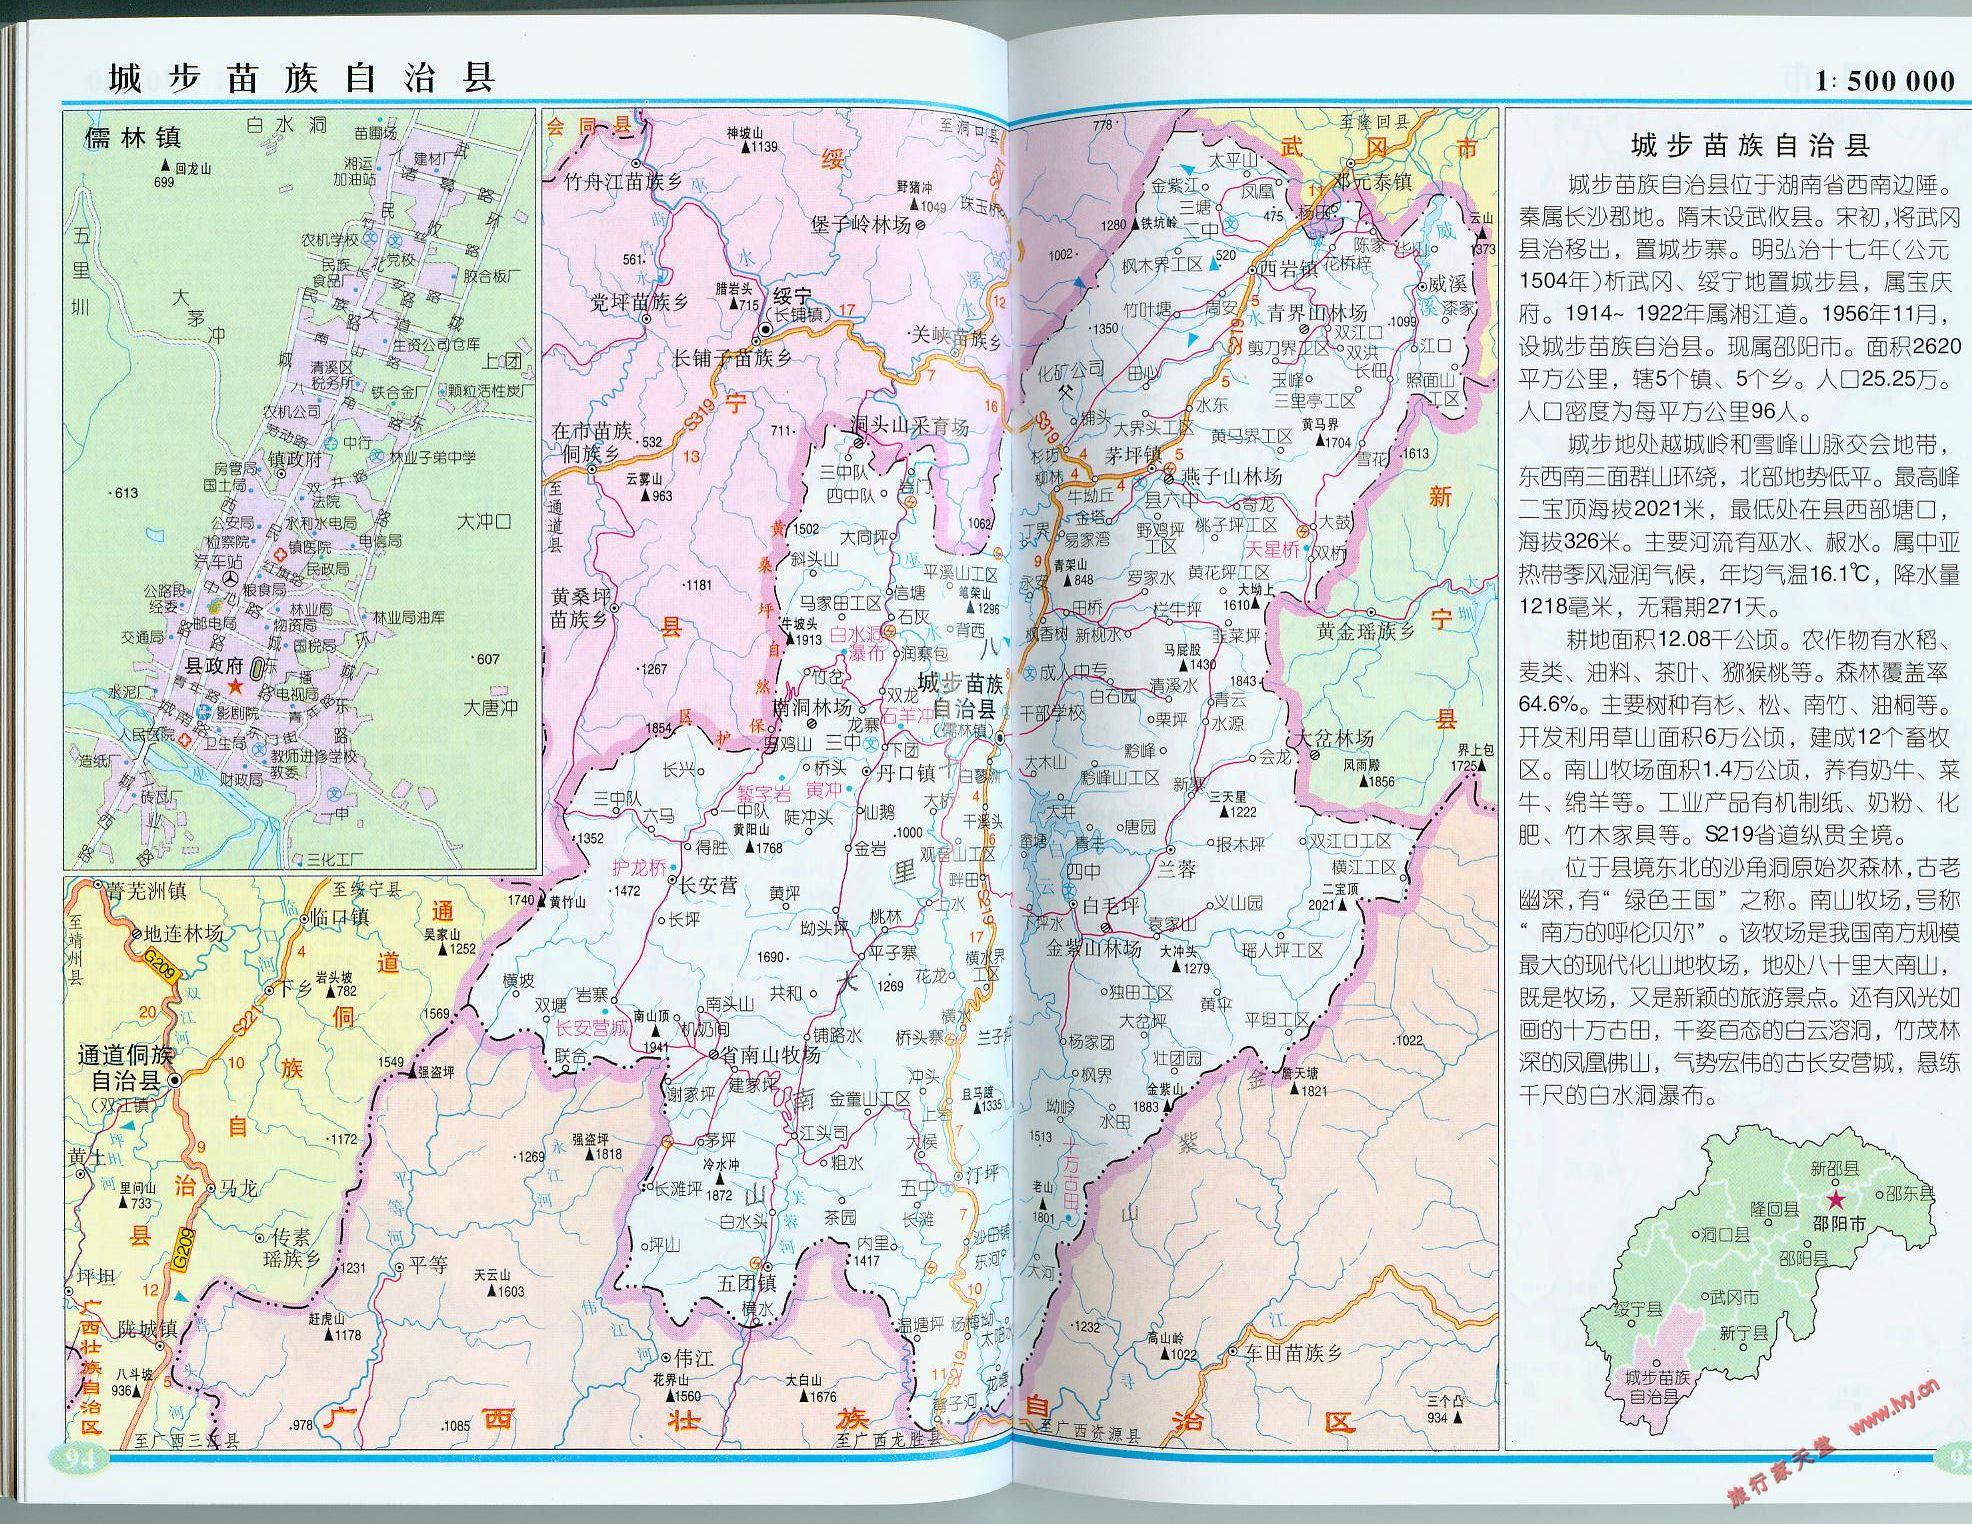 城步苗族自治县
1:500 000
儒林镇
白水洞
苗圃场
回龙山
699
湘运
加油站
建材厂
五里圳
大茅冲
农机学校
党校
民族
食品厂
胶合板厂
生资公司仓库
上团
清溪区
税务所
铁合金厂
颗粒活性炭厂
农机公司
劳动路
中行
林业子弟中学
镇政府
房管局
国土局
双井路
法院
·613
公安局
水利水电局
大冲口
检察院
镇医院
电信局
汽车站
红旗路
民政局
公路段
经委
粮食局
林业局
林业局油库
邮电局
物资局
交通局
国税局
·607
县政府
广播
电视局
水泥厂
青年路
影剧院
大唐冲
城南路
人民医院
卫生局
教师进修学校
教委
造纸厂
财政局
砖瓦厂
一中
三化工厂
会同县
神坡山
1139
绥
至洞口县
竹舟江苗族乡
野猪冲
1049
堡子岭林场
珠玉桥
561
党坪苗族乡
腊岩头
715
绥宁
(长铺镇)
17
关峡苗族乡
长铺子苗族乡
7
宁
S319
16
在市苗族
侗族乡
532
711
洞头山采育场
13
云雾山
963
至通道县
三中队
四中队
岩门
1502
1062
大同坪
斜头山
平溪山工区
黄桑坪
苗族乡
1181
信塘
笔架山
1296
马家田工区
石灰
县
牛坡头
1913
白水洞
瀑布
背西
1267
润寨包
竹岔
双龙
城步苗族
自治县
(儒林镇)
南洞林场
龙寨
石羊冲
1854
三中
下团
长兴
桥头
丹口镇
白蓼洲
三中队
錾字岩
寅冲
大桥
六马
一中队
陡冲头
仙鹅
干溪头
1352
黄阳山
1768
1000
得胜
金岩
观音山工区
护龙桥
1472
长安营
黄坪
畔田
1740
黄竹山
长坪
桃林
上水
坳头坪
平子寨
17
1690
花龙
横水界
工区
横坡
共和
1269
双塘
岩寨
南头山
长安营城
南山顶
1941
机奶间
铺路水
横水
联合
省南山牧场
桥头寨
兰子坪
谢家坪
建家坪
冲头
且马踱
1335
金童山工区
上岩
茅坪
江头司
大侯
冷水冲
1872
粗水
汀坪
长滩坪
五中
白水头
茶园
长滩
坪山
内里
沙田铺
东河
五团镇
1417
横水
10
温塘坪
杨梅坳
11
S219
龙塘
菁芜洲镇
至绥宁县
临口镇
通
吴家山
1252
至靖州县
地连林场
道
G209
4
岩头坡
782
下乡
侗
20
S221
1569
10
通道侗族
自治县
(双江镇)
族
1549
强盗坪
自
9
1172
黄土
里问山
733
治
马龙
县
传素
瑶族乡
1231
坪坦
12
陇城镇
八斗坡
936
5
广西壮族自治区
至广西三江县
赶虎山
1178
平等
天云山
1603
1269
强盗坪
1818
伟江
花界山
1560
大白山
1676
978
1085
广西壮族
至广西龙胜县
778
武冈市
至隆回县
太平山
金紫江
凤凰
邓元泰镇
三塘
475
杨田
11
1280
铁坑岭
二中
陈家
华山
云山
1373
1002
枫木界工区
520
西岩镇
花桥梓
威溪
竹叶塘
周安
5
青界山林场
1099
漆家
1350
双江口
剪刀界工区
双洪
江口
化矿公司
S219
长佃
照面山
工区
田心
玉峰
三里亭工区
水东
铺头
大界头工区
黄马界工区
黄马界
1704
S319
杉坊
茅坪镇
雪花
1613
柳林
燕子山林场
新
牛坳丘
县六中
奇龙
金塔
野鸡坪
工区
桃子坪工区
大鼓
丁界
易家湾
天星桥
双桥
青架山
848
罗家水
黄花坪工区
永安
大坳上
1610
宁
田桥
栏牛坪
黄金瑶族乡
枫香树
新枧水
韭菜坪
马屁股
1430
成人中专
白石园
清溪水
1843
青云
县
干部学校
栗坪
水源
大岔林场
界上包
1725
黔峰
会龙
大木山
黔峰山工区
新寨
风雨殿
1856
三天星
1222
大井
唐园
双江口工区
青牛
报木坪
四中
兰蓉
横江工区
二宝顶
2021
白毛坪
义山园
下坪水
袁家山
金紫山林场
大冲头
1279
瑶人坪工区
独田工区
黄伞
大岔坪
平坦工区
杨家团
壮团园
1022
枫界
金紫山
1883
詹天塘
1821
坳岭
水田
1513
十万古田
老山
1801
大河
1232
高山岭
1022
车田苗族乡
三个凸
934
自治区
至广西资源县
城步苗族自治县
城步苗族自治县位于湖南省西南边陲。
秦属长沙郡地。隋末设武攸县。宋初,将武冈
县治移出，置城步寨。明弘治十七年(公元
1504年)析武冈、绥宁地置城步县，属宝庆
府。1914~ 1922年属湘江道。1956年11月，
设城步苗族自治县。现属邵阳市。面积2620
平方公里，辖5个镇、5个乡。人口25.25万。
人口密度为每平方公里96人。
城步地处越城岭和雪峰山脉交会地带，
东西南三面群山环绕，北部地势低平。最高峰
二宝顶海拔2021米，最低处在县西部塘口，
海拔326米。主要河流有巫水、赧水。属中亚
热带季风湿润气候，年均气温16.1℃，降水量
1218毫米，无霜期271天。
耕地面积12.08千公顷。农作物有水稻、
麦类、油料、茶叶、猕猴桃等。森林覆盖率
64.6%。主要树种有杉、松、南竹、油桐等。
开发利用草山面积6万公顷，建成12个畜牧
区。南山牧场面积1.4万公顷，养有奶牛、菜
牛、绵羊等。工业产品有机制纸、奶粉、化
肥、竹木家具等。S219省道纵贯全境。
位于县境东北的沙角洞原始次森林，古老
幽深,有“绿色王国”之称。南山牧场,号称
“南方的呼伦贝尔”。该牧场是我国南方规模
最大的现代化山地牧场，地处八十里大南山，
既是牧场，又是新颖的旅游景点。还有风光如
画的十万古田，千姿百态的白云溶洞，竹茂林
深的凤凰佛山，气势宏伟的古长安营城，悬练
千尺的白水洞瀑布。
新邵县
邵东县
隆回县
邵阳市
洞口县
邵阳县
武冈市
绥宁县
新宁县
城步苗族
自治县
94
旅行家天堂 www.lvy.cn